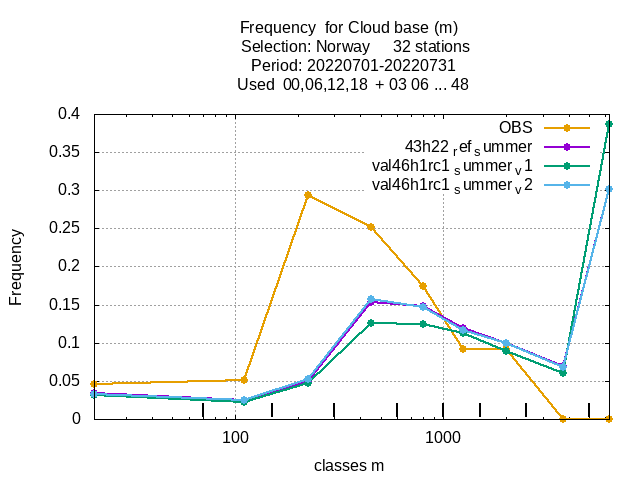 Frequency for Cloud base (m)
Selection: Norway 32 stations
Period: 20220701-20220731
Used 00,06,12,18 + 03 06 ... 48
0.4
0.35
0.3
0.25
0.2
0.15
0.1
0.05
0
Frequency
OBS
43h22_ref_summer
val46h1rc1_summer_v1
val46h1rc1_summer_v2
100
1000
classes m